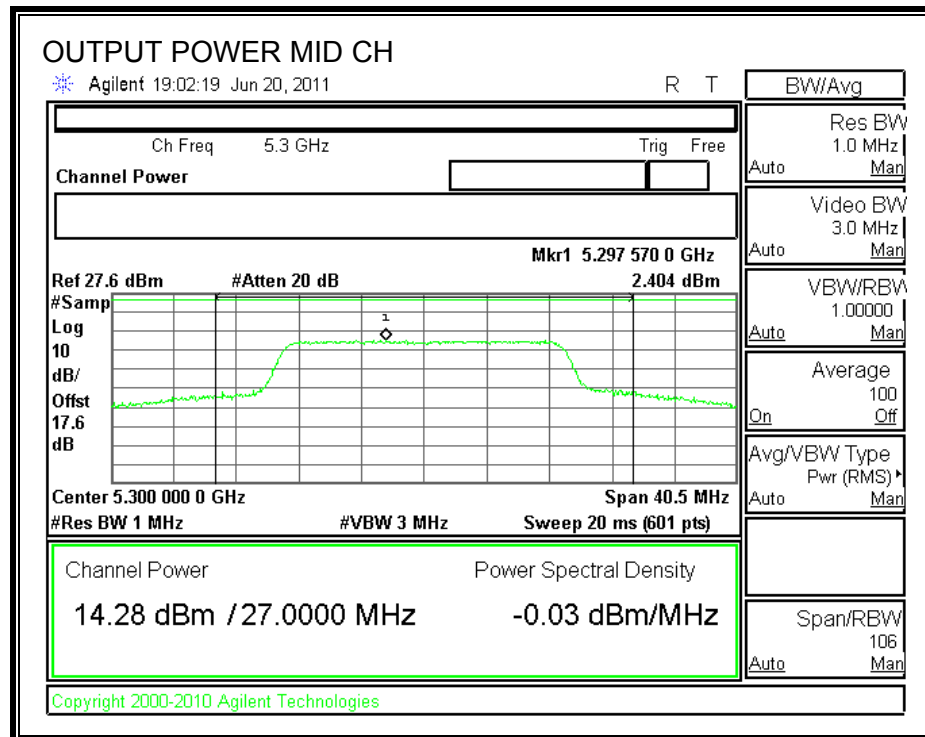 OUTPUT POWER MID CH
Agilent 19:02:19 Jun 20, 2011 R T
Ch Freq 5.3 GHz Trig Free
Channel Power
Mkr1 5.297 570 0 GHz
Ref 27.6 dBm #Atten 20 dB 2.404 dBm
#Samp
Log
10
dB/
Offst
17.6
dB
1
Center 5.300 000 0 GHz Span 40.5 MHz
#Res BW 1 MHz #VBW 3 MHz Sweep 20 ms (601 pts)
Channel Power Power Spectral Density
14.28 dBm / 27.0000 MHz -0.03 dBm/MHz
Copyright 2000-2010 Agilent Technologies
BW/Avg
Res BW
1.0 MHz
Auto Man
Video BW
3.0 MHz
Auto Man
VBW/RBW
1.00000
Auto Man
Average
100
On Off
Avg/VBW Type
Pwr (RMS)
Auto Man
Span/RBW
106
Auto Man